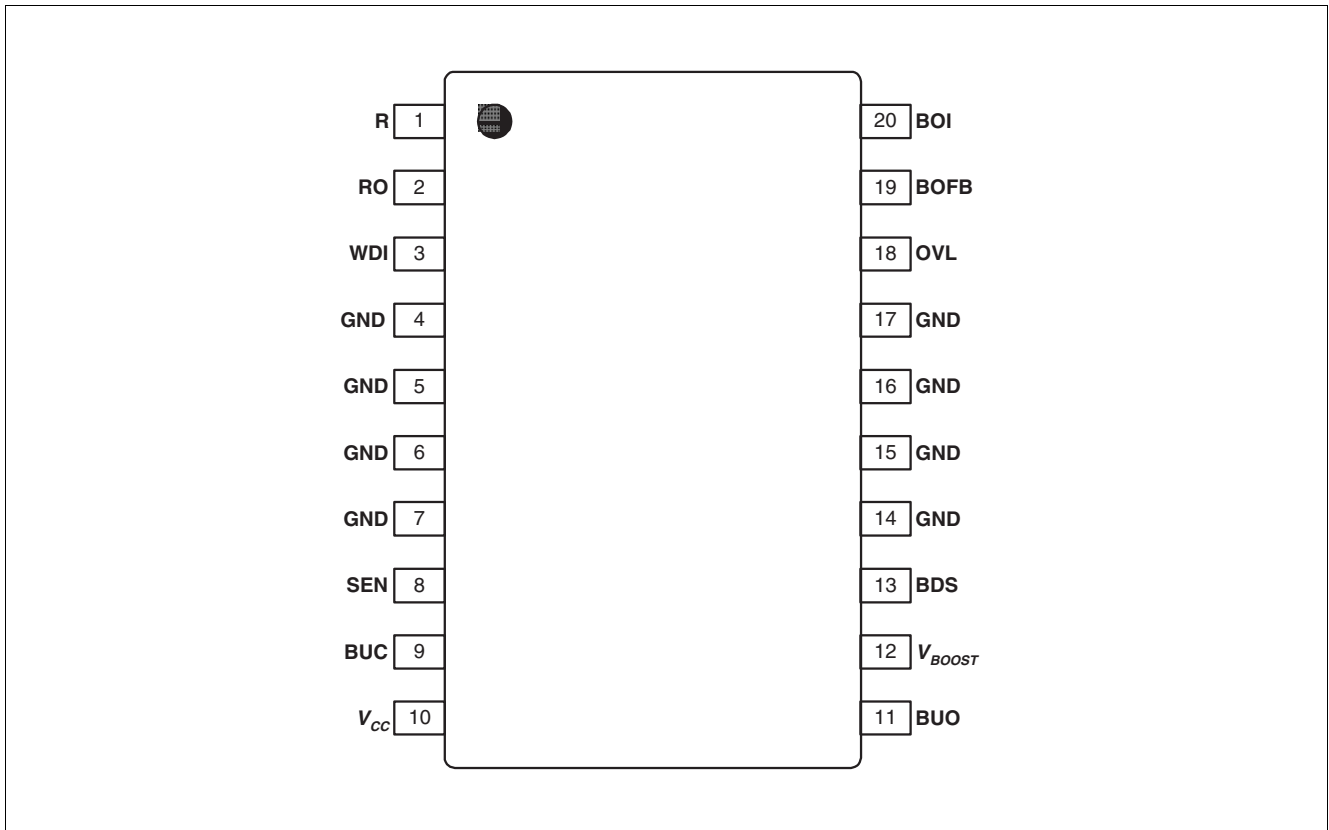 R 1 20 BOI
RO 2 19 BOFB
WDI 3 18 OVL
GND 4 17 GND
GND 5 16 GND
GND 6 15 GND
GND 7 14 GND
SEN 8 13 BDS
BUC 9 12 VBOOST
VCC 10 11 BUO